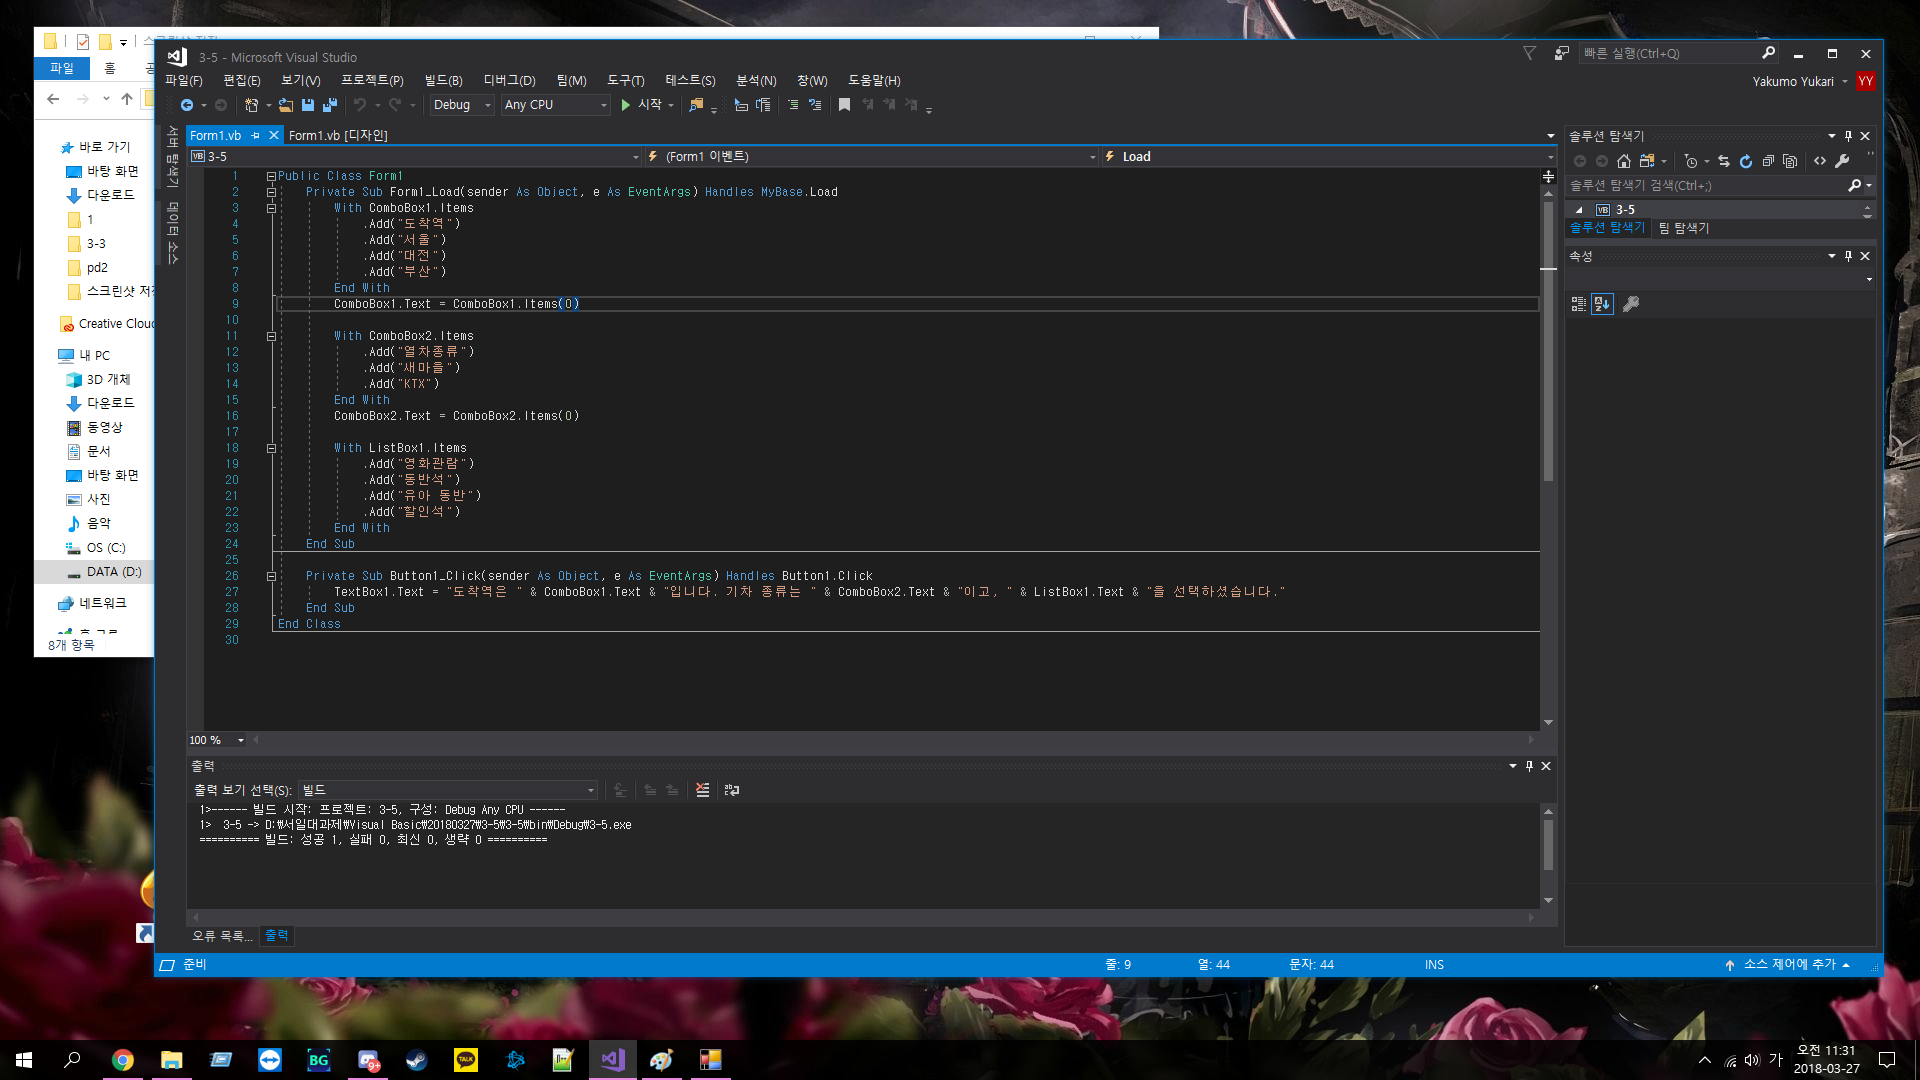 스크린샷 저장
파일
홈
바로 가기
바탕 화면
다운로드
1
3-3
pd2
스크린샷 저장
Creative Cloud
내 PC
3D 개체
다운로드
동영상
문서
바탕 화면
사진
음악
OS (C:)
DATA (D:)
네트워크
8개 항목
3-5 - Microsoft Visual Studio
빠른 실행(Ctrl+Q)
파일(F) 편집(E) 보기(V) 프로젝트(P) 빌드(B) 디버그(D) 팀(M) 도구(T) 테스트(S) 분석(N) 창(W) 도움말(H)
Yakumo Yukari YY
Debug Any CPU 시작
서버 탐색기
데이터 소스
Form1.vb Form1.vb [디자인]
VB 3-5 (Form1 이벤트) Load
1 Public Class Form1
2 Private Sub Form1_Load(sender As Object, e As EventArgs) Handles MyBase.Load
3 With ComboBox1.Items
4 .Add("도착역")
5 .Add("서울")
6 .Add("대전")
7 .Add("부산")
8 End With
9 ComboBox1.Text = ComboBox1.Items(0)
10
11 With ComboBox2.Items
12 .Add("열차종류")
13 .Add("새마을")
14 .Add("KTX")
15 End With
16 ComboBox2.Text = ComboBox2.Items(0)
17
18 With ListBox1.Items
19 .Add("영화관람")
20 .Add("동반석")
21 .Add("유아 동반")
22 .Add("할인석")
23 End With
24 End Sub
25
26 Private Sub Button1_Click(sender As Object, e As EventArgs) Handles Button1.Click
27 TextBox1.Text = "도착역은 " & ComboBox1.Text & "입니다. 기차 종류는 " & ComboBox2.Text & "이고, " & ListBox1.Text & "을 선택하셨습니다."
28 End Sub
29 End Class
30
100 %
출력
출력 보기 선택(S): 빌드
1>------ 빌드 시작: 프로젝트: 3-5, 구성: Debug Any CPU ------
1>  3-5 -> D:₩서일대과제₩Visual Basic₩20180327₩3-5₩3-5₩bin₩Debug₩3-5.exe
========== 빌드: 성공 1, 실패 0, 최신 0, 생략 0 ==========
오류 목록... 출력
준비 줄: 9 열: 44 문자: 44 INS 소스 제어에 추가
솔루션 탐색기
솔루션 탐색기 검색(Ctrl+;)
VB 3-5
솔루션 탐색기 팀 탐색기
속성
BG
9+
TALK
가
오전 11:31
2018-03-27